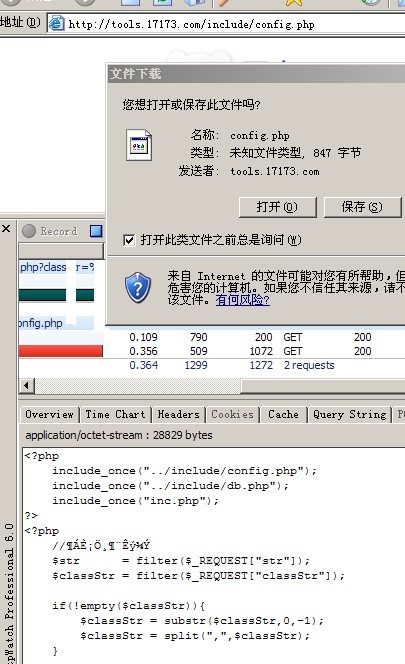 地址(D)
http://tools.17173.com/include/config.php
文件下载
您想打开或保存此文件吗?
名称: config.php
类型: 未知文件类型, 847 字节
发送者: tools.17173.com
打开(O)
保存(S)
打开此类文件之前总是询问(W)
来自 Internet 的文件可能对您有所帮助,但
危害您的计算机。如果您不信任其来源,请不
该文件。有何风险?
Record
php?class r=%
nfig.php
0.109 790 200 GET 200
0.356 509 1072 GET 200
0.364 1299 1272 2 requests
Overview Time Chart Headers Cookies Cache Query String
application/octet-stream : 28829 bytes
<?php
include_once("../include/config.php");
include_once("../include/db.php");
include_once("inc.php");
?>
<?php
$str = filter($_REQUEST["str"]);
$classStr = filter($_REQUEST["classStr"]);
if(!empty($classStr)){
$classStr = substr($classStr,0,-1);
$classStr = split(",",$classStr);
}
pWatch Professional 6.0